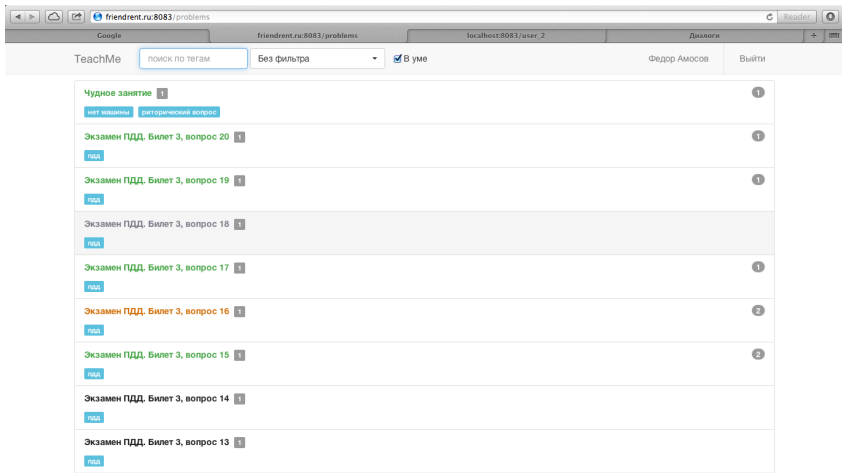 friendrent.ru:8083/problems Reader
Google friendrent.ru:8083/problems localhost:8083/user_2 Диалоги
TeachMe поиск по тегам Без фильтра В уме Федор Амосов Выйти
Чудное занятие 1 1
нет машины риторический вопрос
Экзамен ПДД. Билет 3, вопрос 20 1 1
пдд
Экзамен ПДД. Билет 3, вопрос 19 1 1
пдд
Экзамен ПДД. Билет 3, вопрос 18 1
пдд
Экзамен ПДД. Билет 3, вопрос 17 1 1
пдд
Экзамен ПДД. Билет 3, вопрос 16 1 2
пдд
Экзамен ПДД. Билет 3, вопрос 15 1 2
пдд
Экзамен ПДД. Билет 3, вопрос 14 1
пдд
Экзамен ПДД. Билет 3, вопрос 13 1
пдд